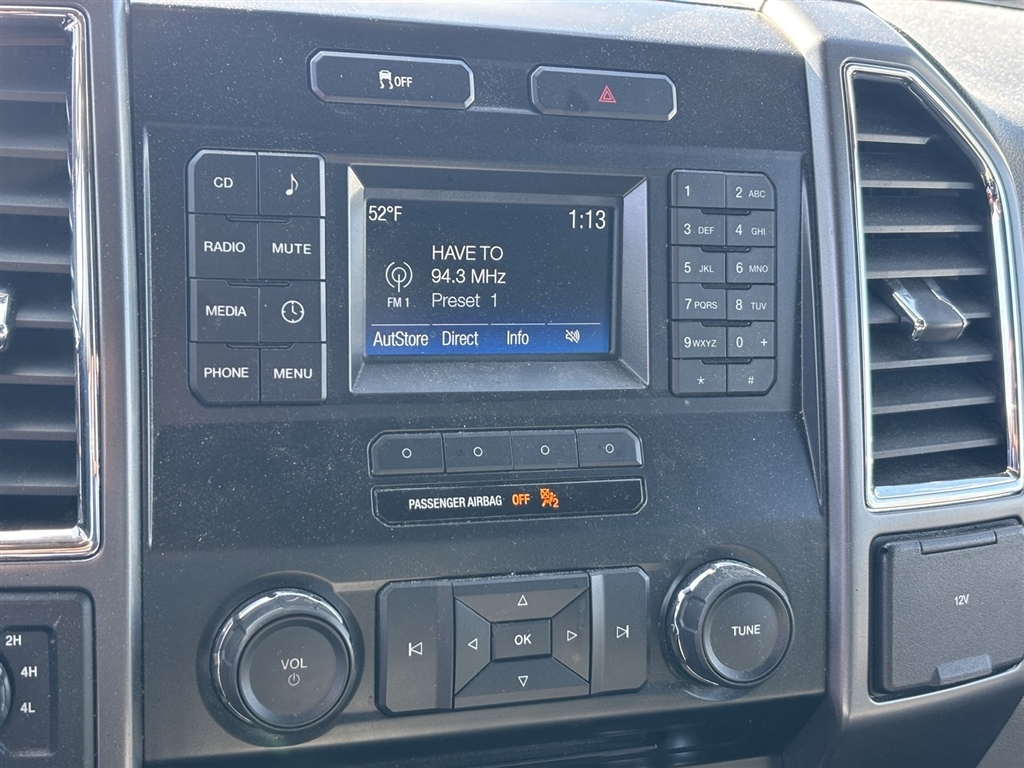 OFF
CD
RADIO MUTE
MEDIA
PHONE MENU
52°F 1:13
HAVE TO
94.3 MHz
FM 1 Preset 1
AutStore Direct Info
1 2 ABC
3 DEF 4 GHI
5 JKL 6 MNO
7 PQRS 8 TUV
9 WXYZ 0 +
* #
PASSENGER AIRBAG OFF 2
VOL
OK
TUNE
12V
2H
4H
4L